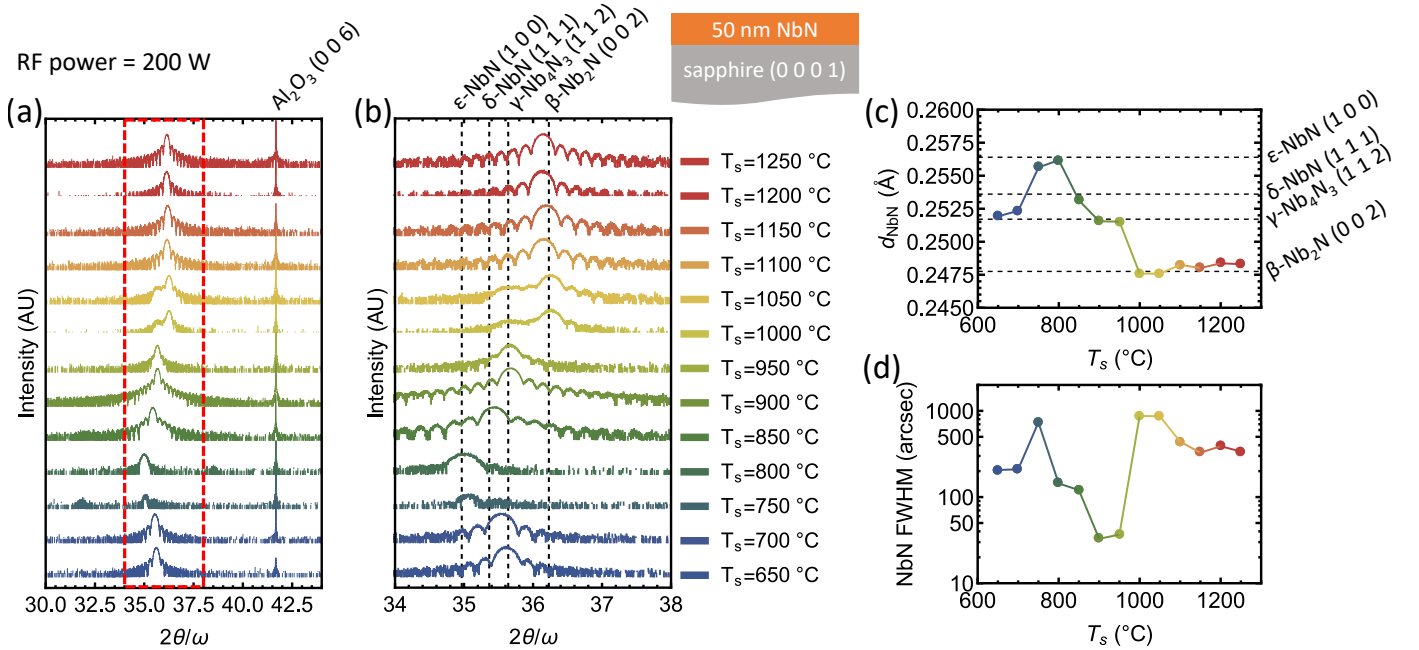 RF power = 200 W
50 nm NbN
sapphire (0 0 0 1)
(a)
Al₂O₃ (0 0 6)
Intensity (AU)
30.0 32.5 35.0 37.5 40.0 42.5
2θ/ω
(b)
ε-NbN (1 0 0)
δ-NbN (1 1 1)
γ-Nb₄N₃ (1 1 2)
β-Nb₂N (0 0 2)
Intensity (AU)
34 35 36 37 38
2θ/ω
Tₛ=1250 °C
Tₛ=1200 °C
Tₛ=1150 °C
Tₛ=1100 °C
Tₛ=1050 °C
Tₛ=1000 °C
Tₛ=950 °C
Tₛ=900 °C
Tₛ=850 °C
Tₛ=800 °C
Tₛ=750 °C
Tₛ=700 °C
Tₛ=650 °C
(c)
d_NbN (Å)
0.2600
0.2575
0.2550
0.2525
0.2500
0.2475
0.2450
ε-NbN (1 0 0)
δ-NbN (1 1 1)
γ-Nb₄N₃ (1 1 2)
β-Nb₂N (0 0 2)
600 800 1000 1200
Tₛ (°C)
(d)
NbN FWHM (arcsec)
1000
500
100
50
10
600 800 1000 1200
Tₛ (°C)